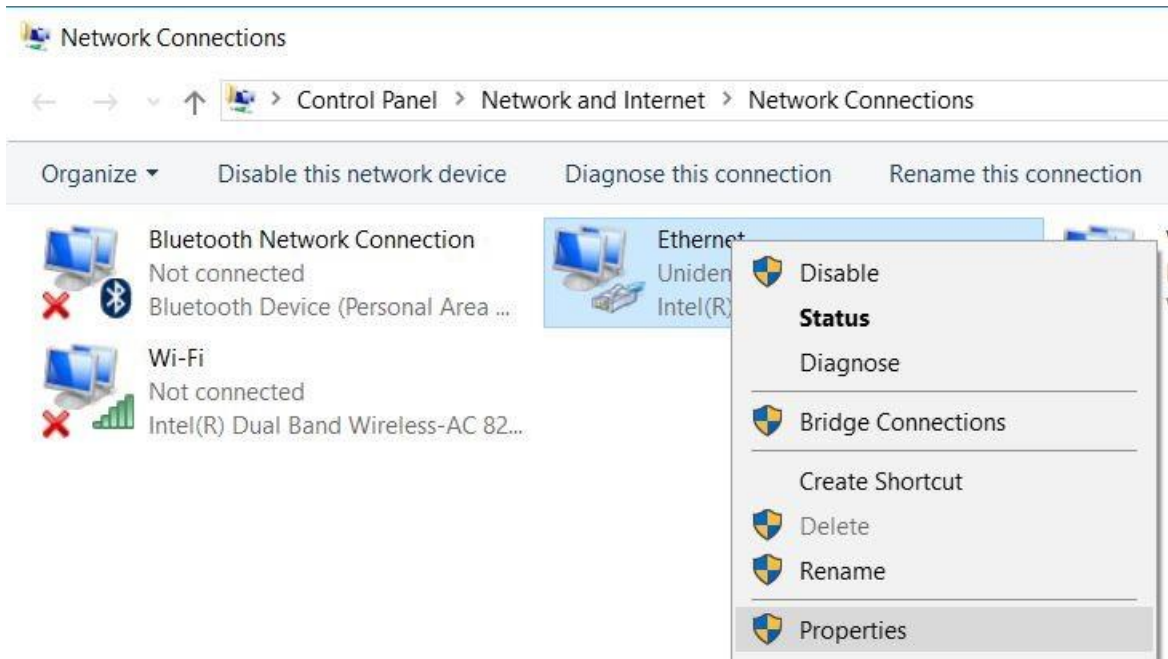 Network Connections
Control Panel > Network and Internet > Network Connections
Organize Disable this network device Diagnose this connection Rename this connection
Bluetooth Network Connection
Not connected
Bluetooth Device (Personal Area ...
Wi-Fi
Not connected
Intel(R) Dual Band Wireless-AC 82...
Ethernet
Uniden
Intel(R)
Disable
Status
Diagnose
Bridge Connections
Create Shortcut
Delete
Rename
Properties